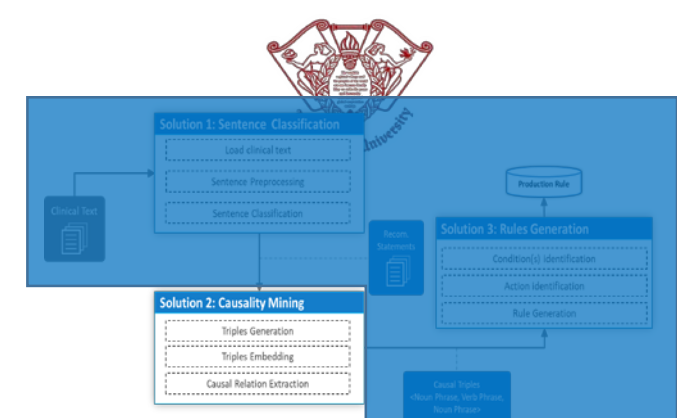 University
Solution 1: Sentence Classification
Load clinical text
Sentence Preprocessing
Sentence Classification
Clinical Text
Recom.
Statements
Production Rule
Solution 3: Rules Generation
Condition(s) Identification
Action Identification
Rule Generation
Solution 2: Causality Mining
Triples Generation
Triples Embedding
Causal Relation Extraction
Causal Triples
<Noun Phrase, Verb Phrase,
Noun Phrase>